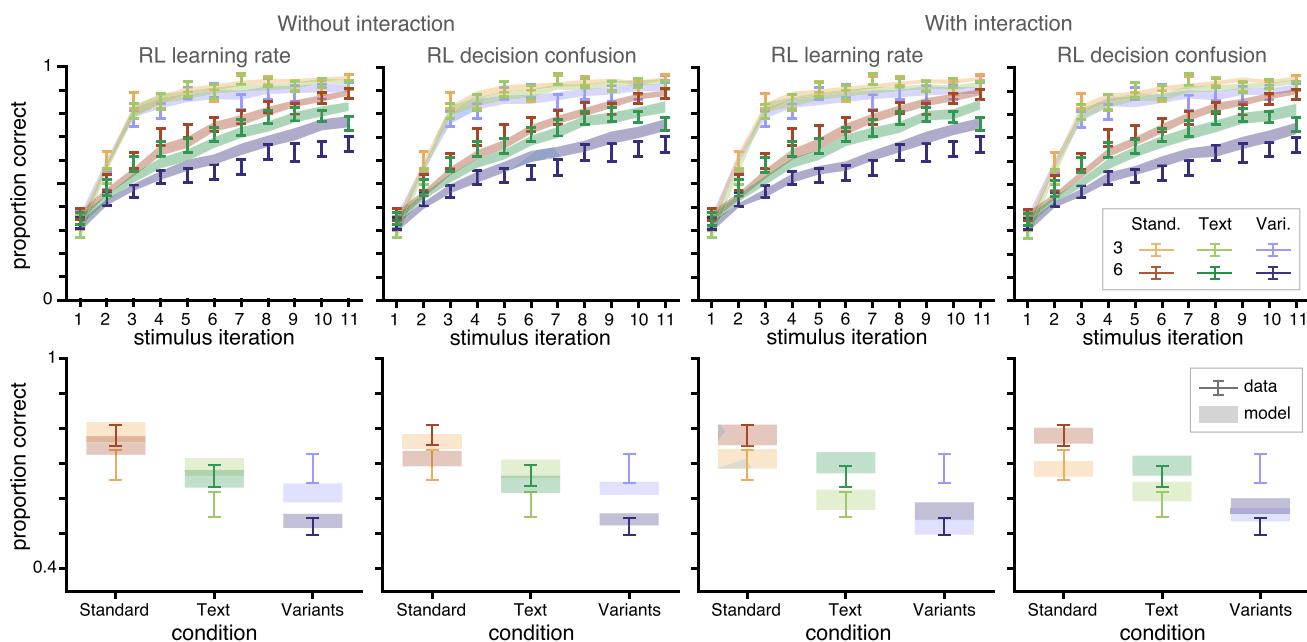 Without interaction
With interaction
RL learning rate
RL decision confusion
RL learning rate
RL decision confusion
proportion correct
1
0
Stand. Text Vari.
3
6
1 2 3 4 5 6 7 8 9 10 11
1 2 3 4 5 6 7 8 9 10 11
1 2 3 4 5 6 7 8 9 10 11
1 2 3 4 5 6 7 8 9 10 11
stimulus iteration
stimulus iteration
stimulus iteration
stimulus iteration
proportion correct
1
0.4
data
model
Standard Text Variants
Standard Text Variants
Standard Text Variants
Standard Text Variants
condition
condition
condition
condition